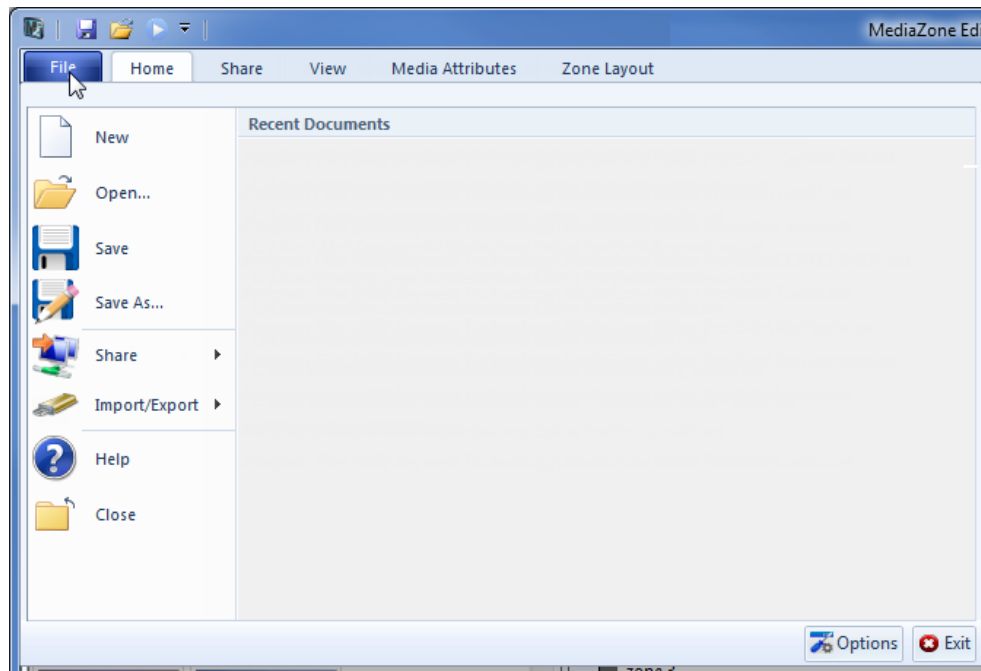 MediaZone Edi
File Home Share View Media Attributes Zone Layout
Recent Documents
New
Open...
Save
Save As...
Share
Import/Export
Help
Close
Options Exit